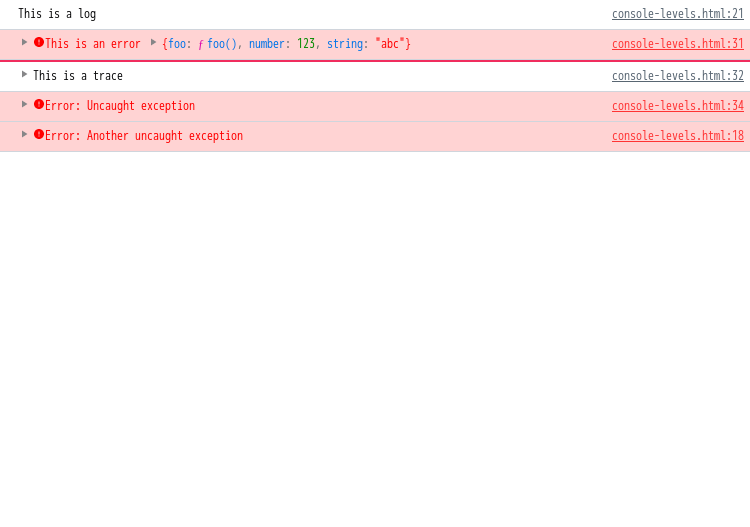 This is a log console-levels.html:21
This is an error {foo: ƒ foo(), number: 123, string: "abc"} console-levels.html:31
This is a trace console-levels.html:32
Error: Uncaught exception console-levels.html:34
Error: Another uncaught exception console-levels.html:18